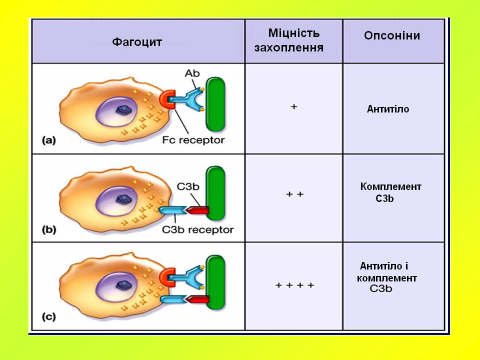 Фагоцит
Міцність
захоплення
Опсоніни
Ab
Fc receptor
(a)
+
Антитіло
C3b
C3b receptor
(b)
+ +
Комплемент
C3b
(c)
+ + + +
Антитіло і
комплемент
C3b